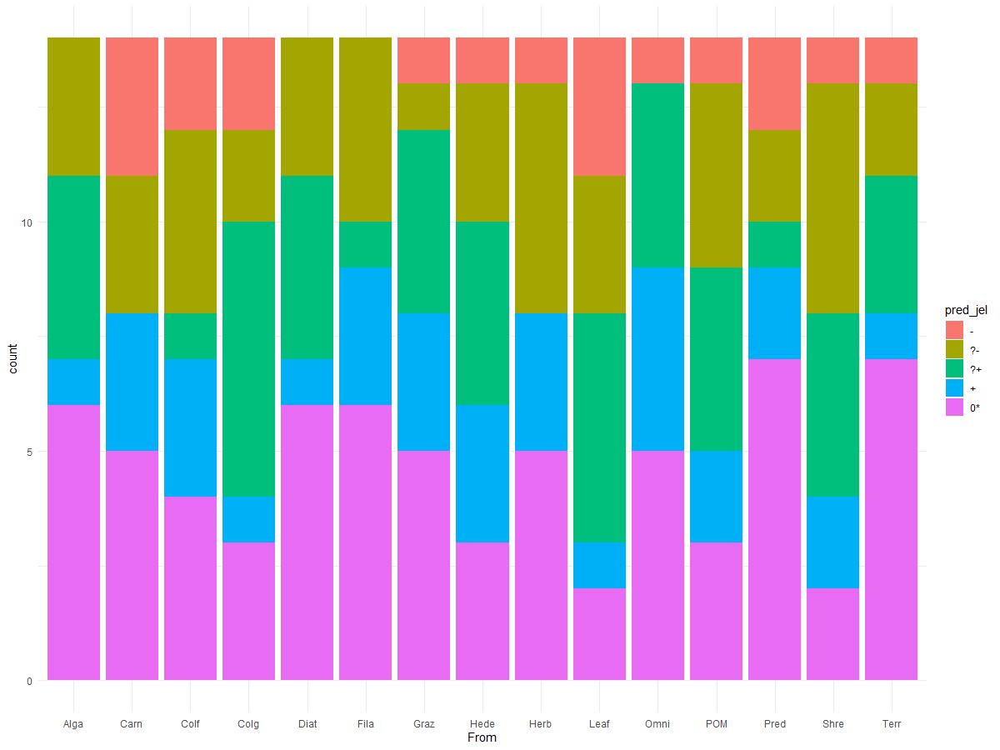 10
5
0
count
Alga Carn Colf Colg Diat Fila Graz Hede Herb Leaf Omni POM Pred Shre Terr
From
pred_jel
-
?-
?+
+
0*